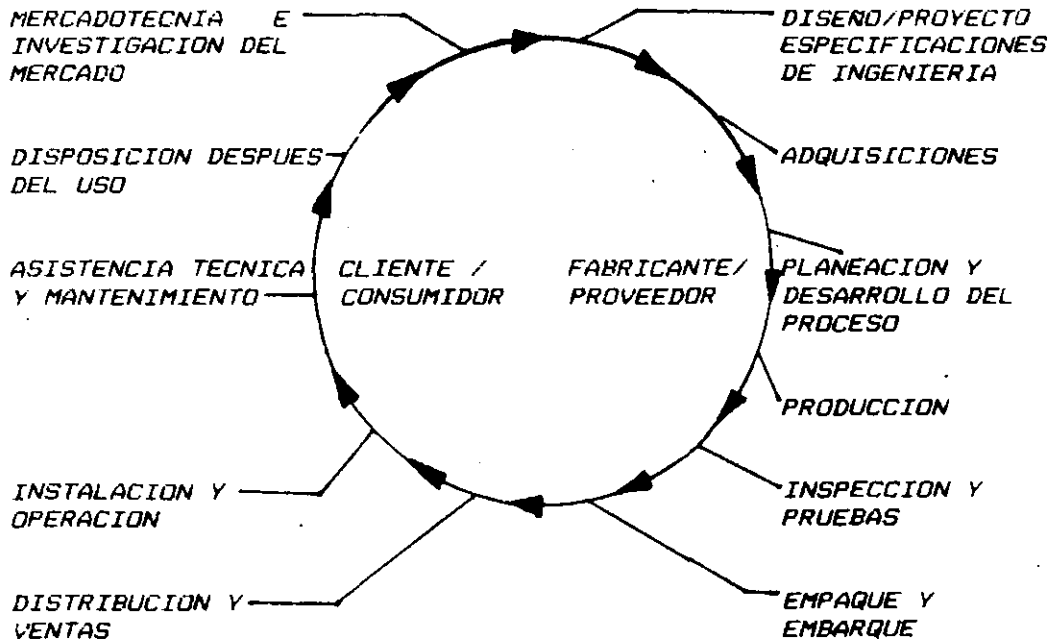 MERCADOTECNIA E
INVESTIGACION DEL
MERCADO
DISEÑO/PROYECTO
ESPECIFICACIONES
DE INGENIERIA
DISPOSICION DESPUES
DEL USO
ADQUISICIONES
ASISTENCIA TECNICA
Y MANTENIMIENTO
CLIENTE /
CONSUMIDOR
FABRICANTE/
PROVEEDOR
PLANEACION Y
DESARROLLO DEL
PROCESO
PRODUCCION
INSTALACION Y
OPERACION
INSPECCION Y
PRUEBAS
DISTRIBUCION Y
VENTAS
EMPAQUE Y
EMBARQUE